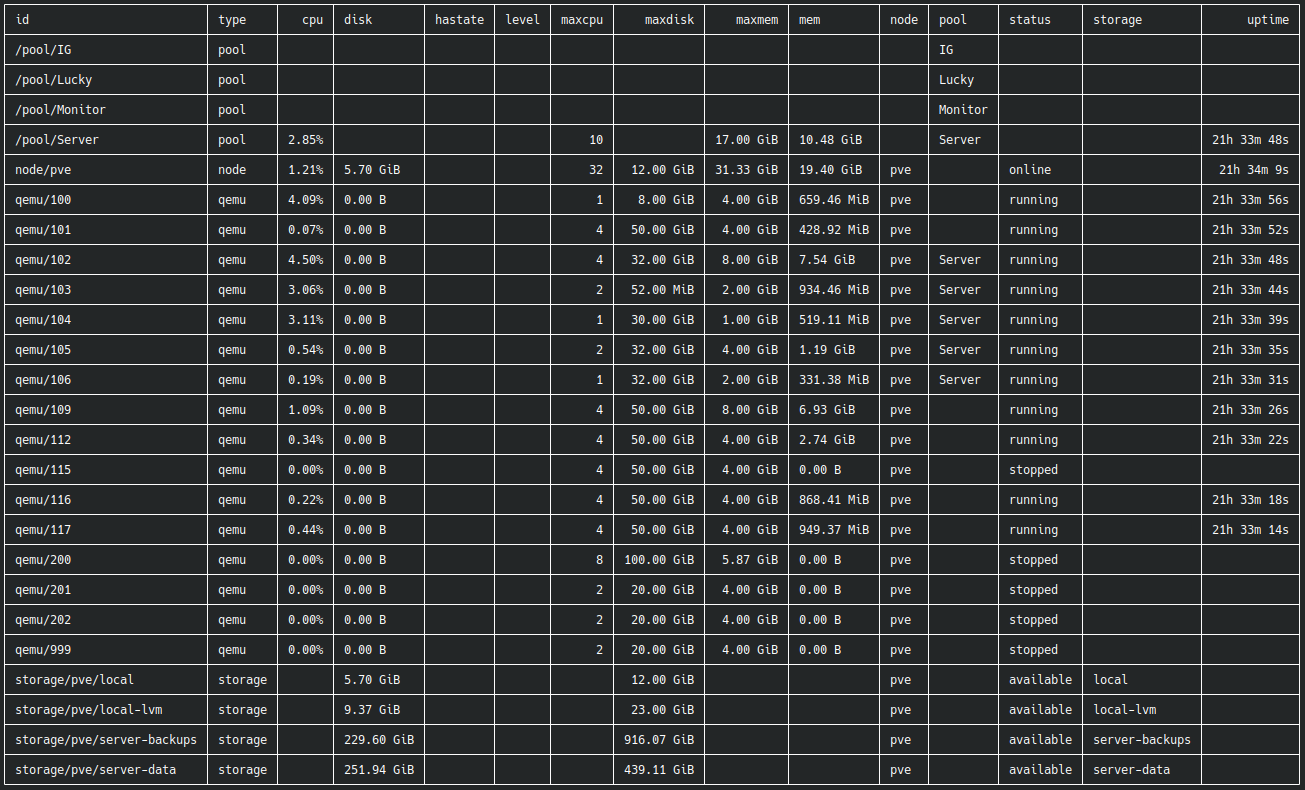 id type cpu disk hastate level maxcpu maxdisk maxmem mem node pool status storage uptime
/pool/IG pool IG
/pool/Lucky pool Lucky
/pool/Monitor pool Monitor
/pool/Server pool 2.85% 10 17.00 GiB 10.48 GiB Server 21h 33m 48s
node/pve node 1.21% 5.70 GiB 32 12.00 GiB 31.33 GiB 19.40 GiB pve online 21h 34m 9s
qemu/100 qemu 4.09% 0.00 B 1 8.00 GiB 4.00 GiB 659.46 MiB pve running 21h 33m 56s
qemu/101 qemu 0.07% 0.00 B 4 50.00 GiB 4.00 GiB 428.92 MiB pve running 21h 33m 52s
qemu/102 qemu 4.50% 0.00 B 4 32.00 GiB 8.00 GiB 7.54 GiB pve Server running 21h 33m 48s
qemu/103 qemu 3.06% 0.00 B 2 52.00 MiB 2.00 GiB 934.46 MiB pve Server running 21h 33m 44s
qemu/104 qemu 3.11% 0.00 B 1 30.00 GiB 1.00 GiB 519.11 MiB pve Server running 21h 33m 39s
qemu/105 qemu 0.54% 0.00 B 2 32.00 GiB 4.00 GiB 1.19 GiB pve Server running 21h 33m 35s
qemu/106 qemu 0.19% 0.00 B 1 32.00 GiB 2.00 GiB 331.38 MiB pve Server running 21h 33m 31s
qemu/109 qemu 1.09% 0.00 B 4 50.00 GiB 8.00 GiB 6.93 GiB pve running 21h 33m 26s
qemu/112 qemu 0.34% 0.00 B 4 50.00 GiB 4.00 GiB 2.74 GiB pve running 21h 33m 22s
qemu/115 qemu 0.00% 0.00 B 4 50.00 GiB 4.00 GiB 0.00 B pve stopped
qemu/116 qemu 0.22% 0.00 B 4 50.00 GiB 4.00 GiB 868.41 MiB pve running 21h 33m 18s
qemu/117 qemu 0.44% 0.00 B 4 50.00 GiB 4.00 GiB 949.37 MiB pve running 21h 33m 14s
qemu/200 qemu 0.00% 0.00 B 8 100.00 GiB 5.87 GiB 0.00 B pve stopped
qemu/201 qemu 0.00% 0.00 B 2 20.00 GiB 4.00 GiB 0.00 B pve stopped
qemu/202 qemu 0.00% 0.00 B 2 20.00 GiB 4.00 GiB 0.00 B pve stopped
qemu/999 qemu 0.00% 0.00 B 2 20.00 GiB 4.00 GiB 0.00 B pve stopped
storage/pve/local storage 5.70 GiB 12.00 GiB pve available local
storage/pve/local-lvm storage 9.37 GiB 23.00 GiB pve available local-lvm
storage/pve/server-backups storage 229.60 GiB 916.07 GiB pve available server-backups
storage/pve/server-data storage 251.94 GiB 439.11 GiB pve available server-data